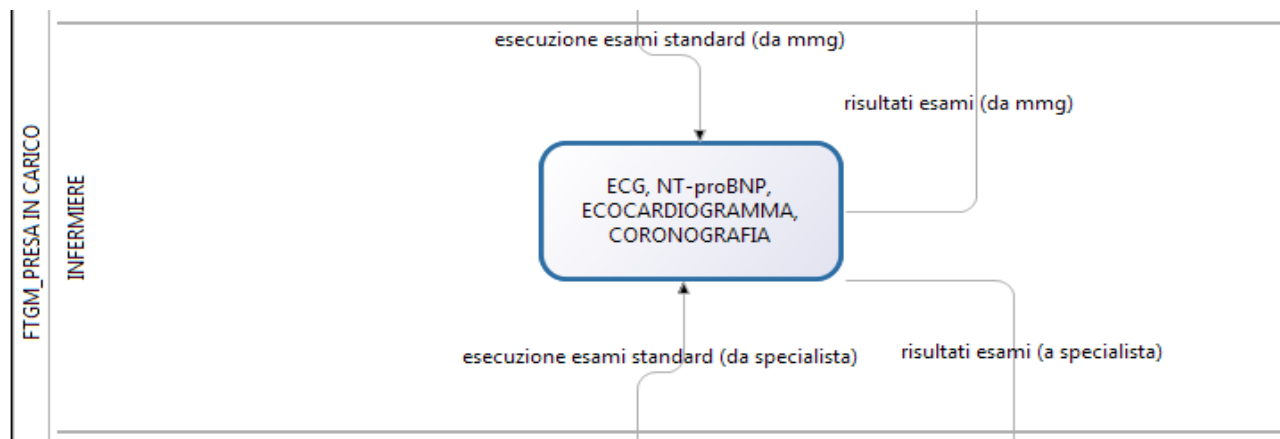 FTGM_PRESA IN CARICO
INFERMIERE
esecuzione esami standard (da mmg)
risultati esami (da mmg)
ECG, NT-proBNP,
ECOCARDIOGRAMMA,
CORONOGRAFIA
esecuzione esami standard (da specialista)
risultati esami (a specialista)